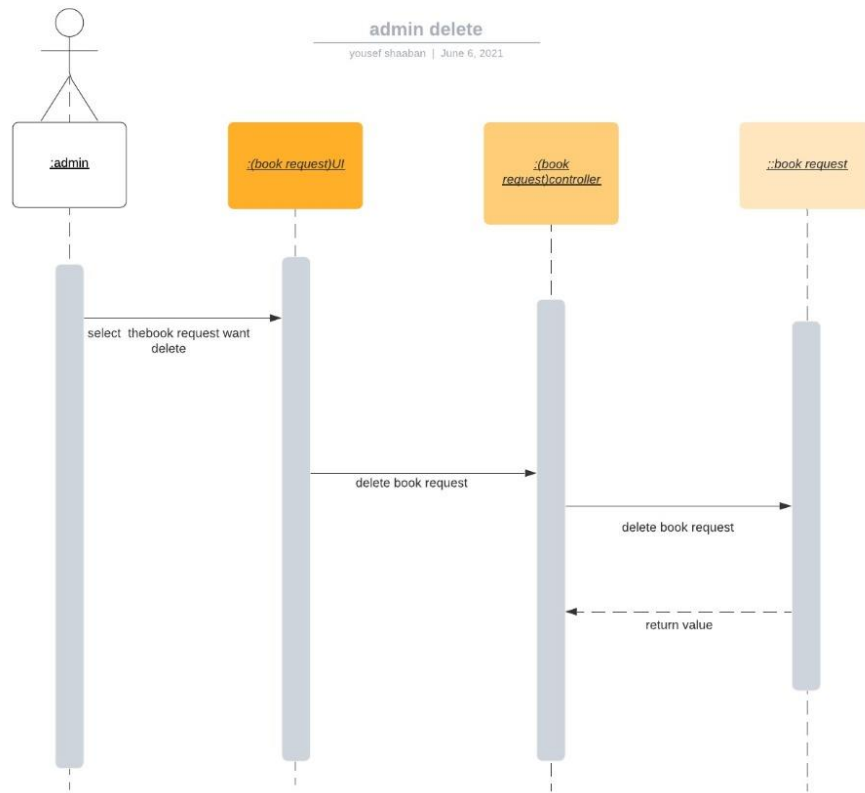 admin delete
yousef shaaban | June 6, 2021
:admin
:(book request)UI
:(book
request)controller
;:book request
select thebook request want
delete
delete book request
delete book request
return value